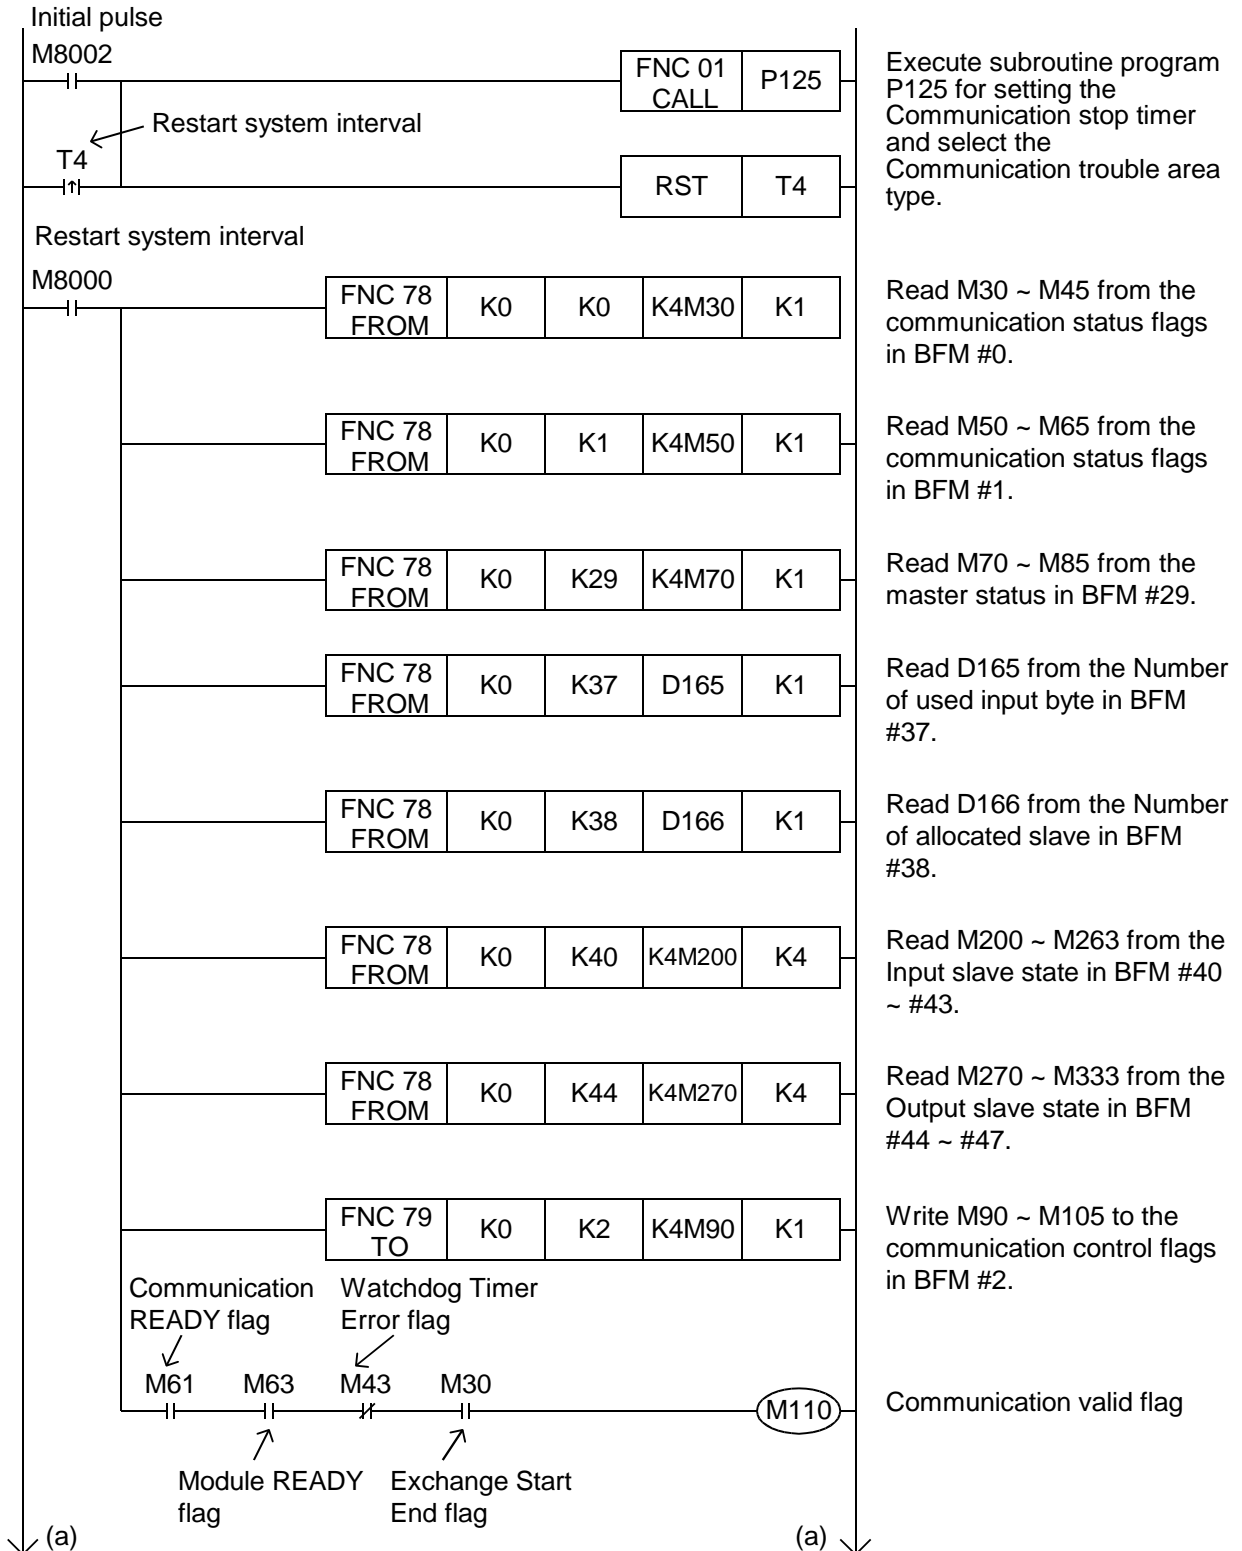 Initial pulse
M8002
FNC 01
CALL
P125
Execute subroutine program
P125 for setting the
Communication stop timer
and select the
Communication trouble area
type.
Restart system interval
T4
RST
T4
Restart system interval
M8000
FNC 78
FROM
K0
K0
K4M30
K1
Read M30 ~ M45 from the
communication status flags
in BFM #0.
FNC 78
FROM
K0
K1
K4M50
K1
Read M50 ~ M65 from the
communication status flags
in BFM #1.
FNC 78
FROM
K0
K29
K4M70
K1
Read M70 ~ M85 from the
master status in BFM #29.
FNC 78
FROM
K0
K37
D165
K1
Read D165 from the Number
of used input byte in BFM
#37.
FNC 78
FROM
K0
K38
D166
K1
Read D166 from the Number
of allocated slave in BFM
#38.
FNC 78
FROM
K0
K40
K4M200
K4
Read M200 ~ M263 from the
Input slave state in BFM #40
~ #43.
FNC 78
FROM
K0
K44
K4M270
K4
Read M270 ~ M333 from the
Output slave state in BFM
#44 ~ #47.
FNC 79
TO
K0
K2
K4M90
K1
Write M90 ~ M105 to the
communication control flags
in BFM #2.
Communication
READY flag
Watchdog Timer
Error flag
M61
M63
M43
M30
M110
Communication valid flag
Module READY
flag
Exchange Start
End flag
(a)
(a)